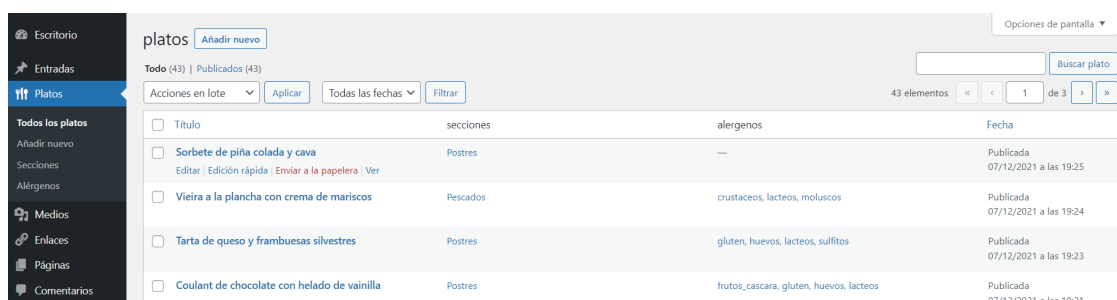 Escritorio
Entradas
Platos
Todos los platos
Añadir nuevo
Secciones
Alérgenos
Medios
Enlaces
Páginas
Comentarios
Opciones de pantalla ▼
platos Añadir nuevo
Todo (43) | Publicados (43)
Buscar plato
Acciones en lote Aplicar Todas las fechas Filtrar 43 elementos « ‹ 1 de 3 › »
Título secciones alergenos Fecha
Sorbete de piña colada y cava Postres — Publicada
Editar | Edición rápida | Enviar a la papelera | Ver 07/12/2021 a las 19:25
Vieira a la plancha con crema de mariscos Pescados crustaceos, lacteos, moluscos Publicada
07/12/2021 a las 19:24
Tarta de queso y frambuesas silvestres Postres gluten, huevos, lacteos, sulfitos Publicada
07/12/2021 a las 19:23
Coulant de chocolate con helado de vainilla Postres frutos_cascara, gluten, huevos, lacteos Publicada